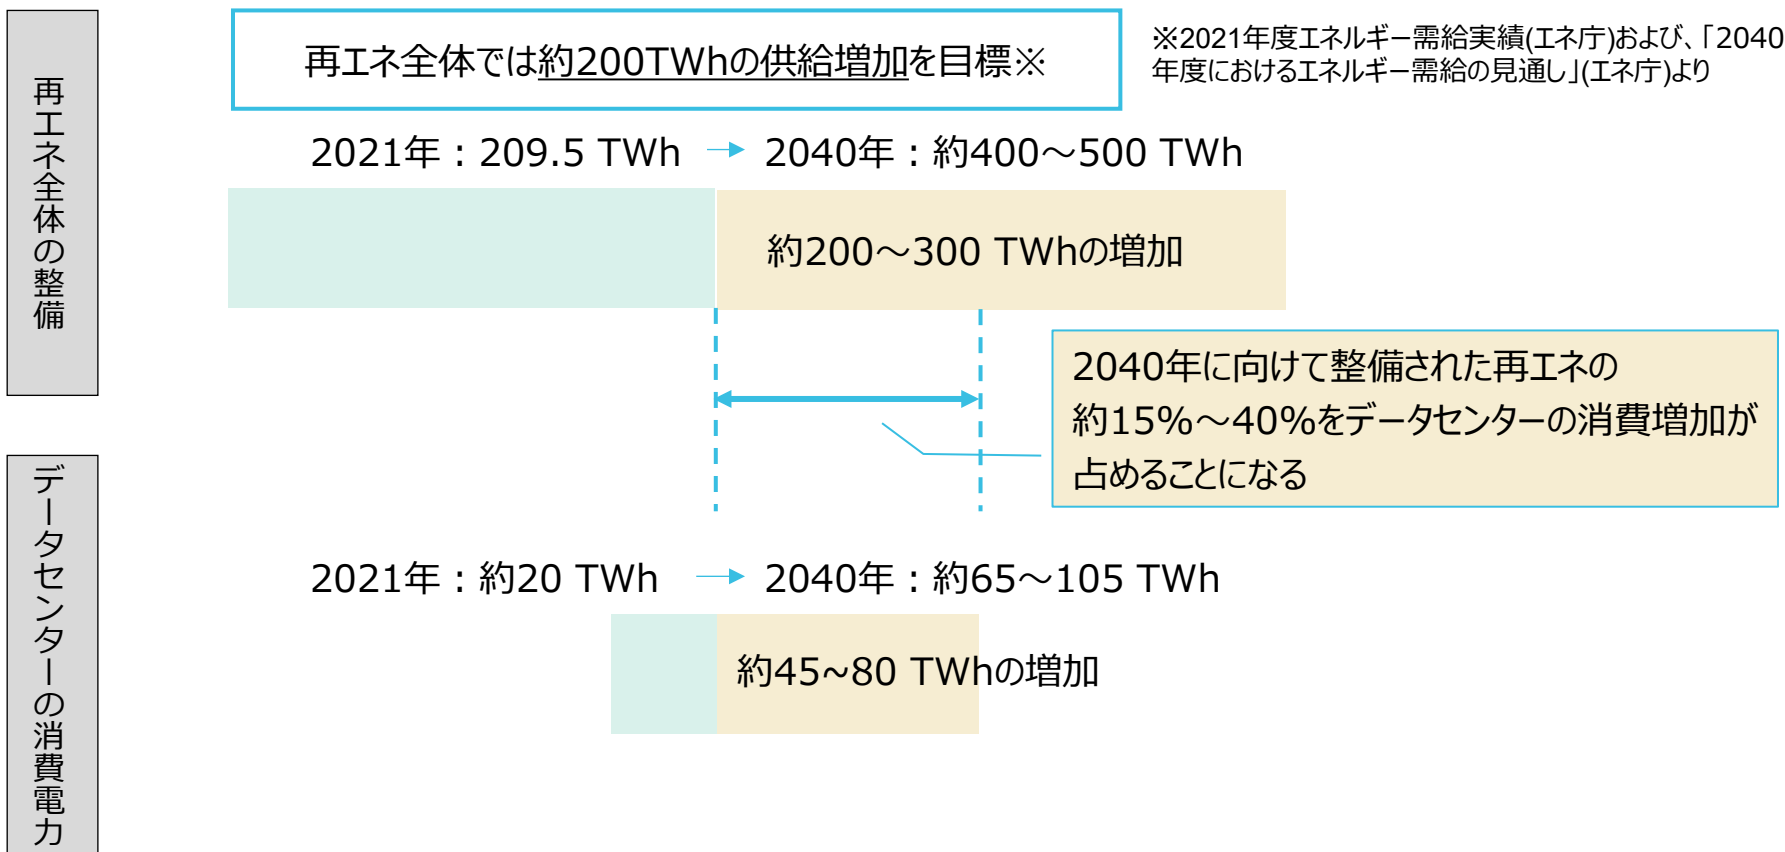 再エネ全体の整備
再エネ全体では約200TWhの供給増加を目標※
※2021年度エネルギー需給実績(エネ庁)および、「2040
年度におけるエネルギー需給の見通し」(エネ庁)より
2021年：209.5 TWh
2040年：約400～500 TWh
約200～300 TWhの増加
2040年に向けて整備された再エネの
約15%～40%をデータセンターの消費増加が
占めることになる
データセンターの消費電力
2021年：約20 TWh
2040年：約65～105 TWh
約45~80 TWhの増加